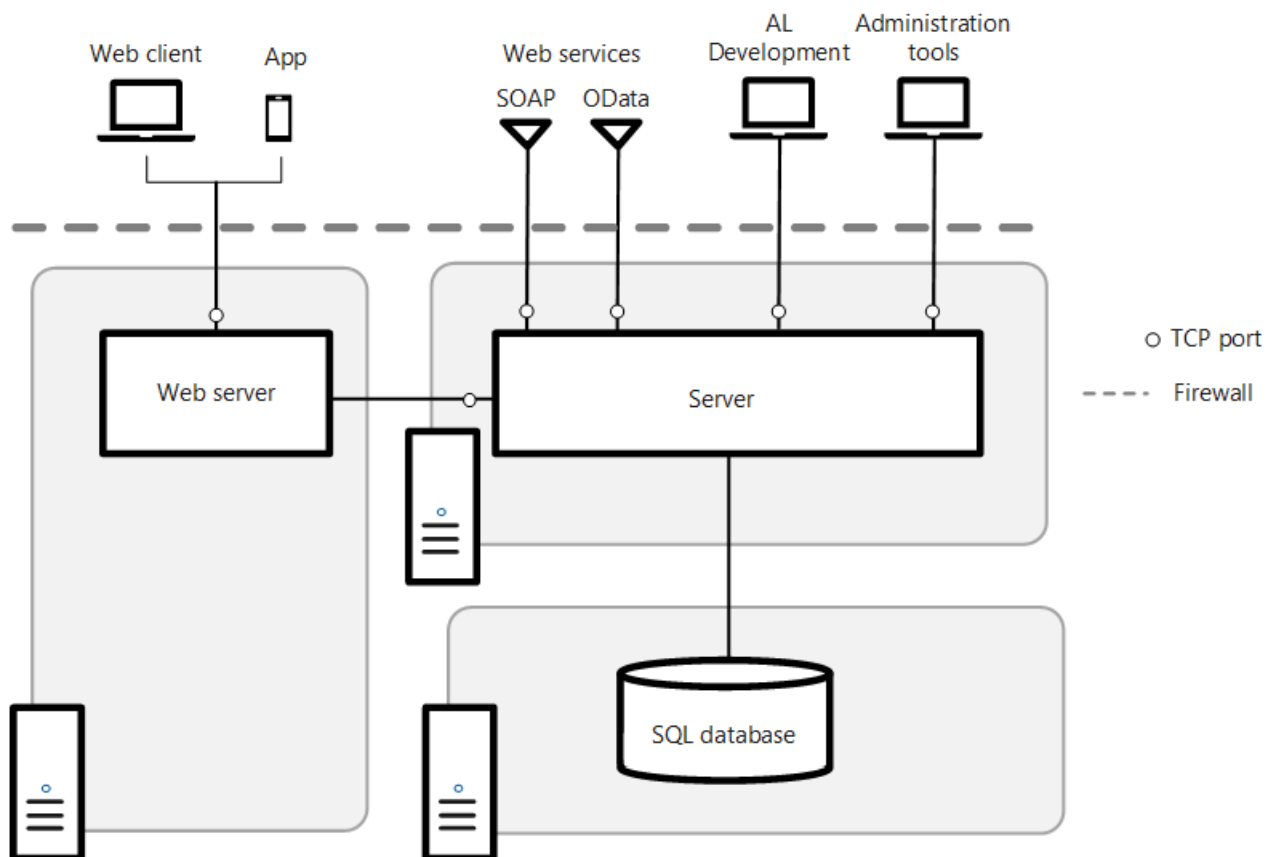 Web client
App
Web services
SOAP
OData
AL
Development
Administration
tools
Web server
Server
TCP port
Firewall
SQL database